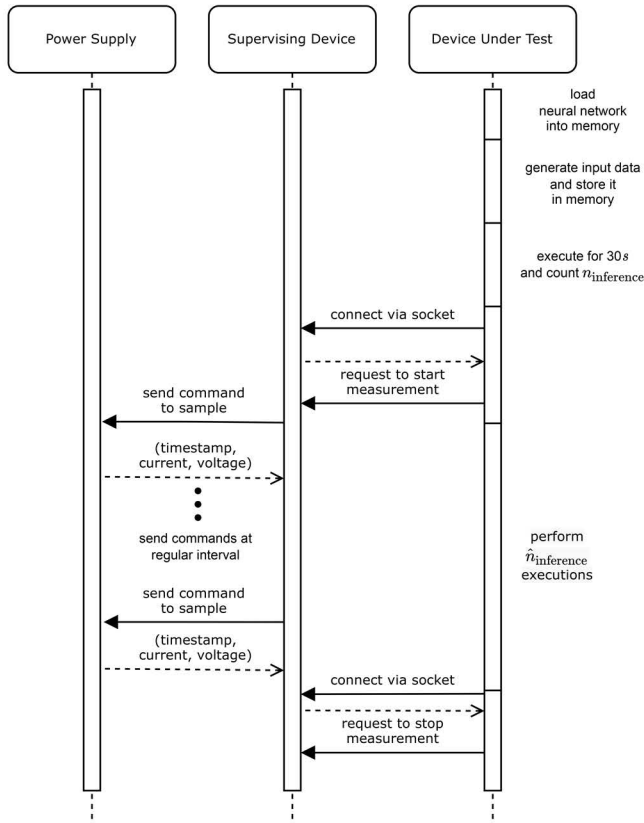 Power Supply
Supervising Device
Device Under Test
load
neural network
into memory
generate input data
and store it
in memory
execute for 30s
and count n_inference
connect via socket
request to start
measurement
send command
to sample
(timestamp,
current, voltage)
send commands at
regular interval
perform
n̂_inference
executions
send command
to sample
(timestamp,
current, voltage)
connect via socket
request to stop
measurement